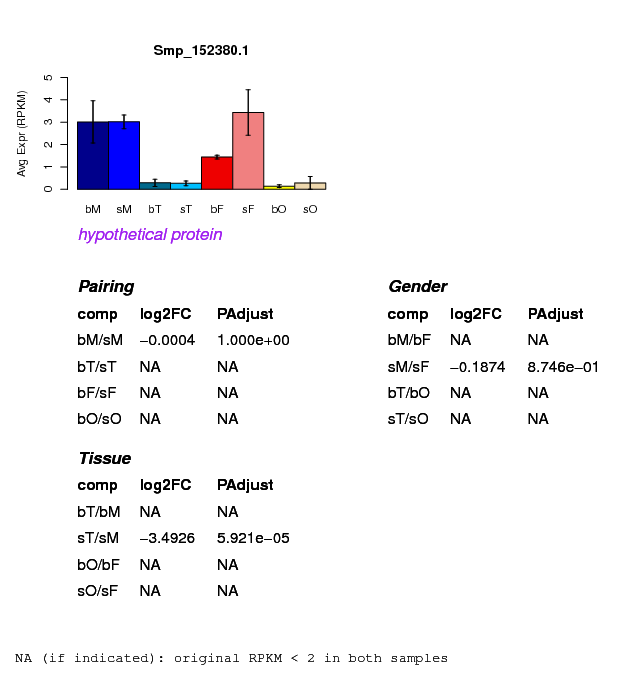 Smp_152380.1
Avg Expr (RPKM)
5
4
3
2
1
0
bM sM bT sT bF sF bO sO
hypothetical protein
Pairing
comp log2FC PAdjust
bM/sM −0.0004 1.000e+00
bT/sT NA NA
bF/sF NA NA
bO/sO NA NA
Gender
comp log2FC PAdjust
bM/bF NA NA
sM/sF −0.1874 8.746e−01
bT/bO NA NA
sT/sO NA NA
Tissue
comp log2FC PAdjust
bT/bM NA NA
sT/sM −3.4926 5.921e−05
bO/bF NA NA
sO/sF NA NA
NA (if indicated): original RPKM < 2 in both samples